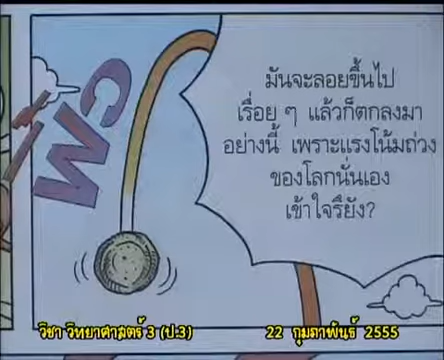 มันจะลอยขึ้นไป
เรื่อย ๆ แล้วก็ตกลงมา
อย่างนี้ เพราะแรงโน้มถ่วง
ของโลกนั่นเอง
เข้าใจรึยัง?
CM
วิชา วิทยาศาสตร์ 3 (ป.3)
22 กุมภาพันธ์ 2555